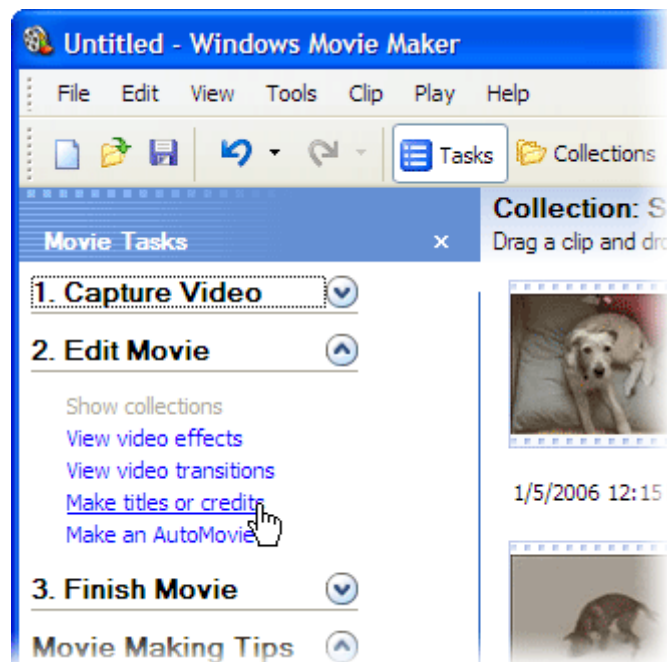 Untitled - Windows Movie Maker
File Edit View Tools Clip Play Help
Tasks Collections
Movie Tasks
Collection: S
Drag a clip and dro
1. Capture Video
2. Edit Movie
Show collections
View video effects
View video transitions
Make titles or credits
Make an AutoMovie
1/5/2006 12:15
3. Finish Movie
Movie Making Tips